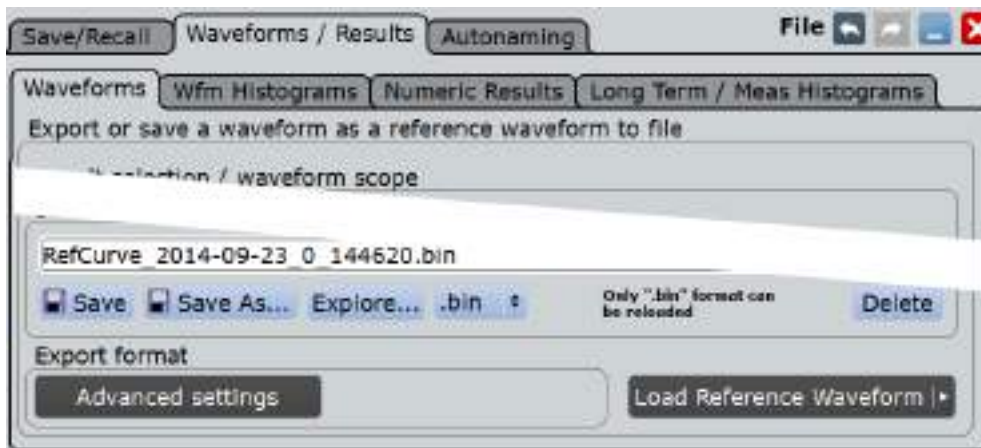 File
Save/Recall Waveforms / Results Autonaming
Waveforms Wfm Histograms Numeric Results Long Term / Meas Histograms
Export or save a waveform as a reference waveform to file
/ waveform scope
RefCurve_2014-09-23_0_144620.bin
Save Save As... Explore... .bin
Only ".bin" format can
be reloaded
Delete
Export format
Advanced settings Load Reference Waveform